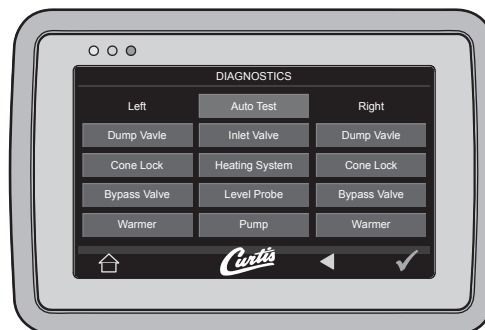 DIAGNOSTICS
Left Auto Test Right
Dump Vavle Inlet Valve Dump Vavle
Cone Lock Heating System Cone Lock
Bypass Valve Level Probe Bypass Valve
Warmer Pump Warmer
Curtis